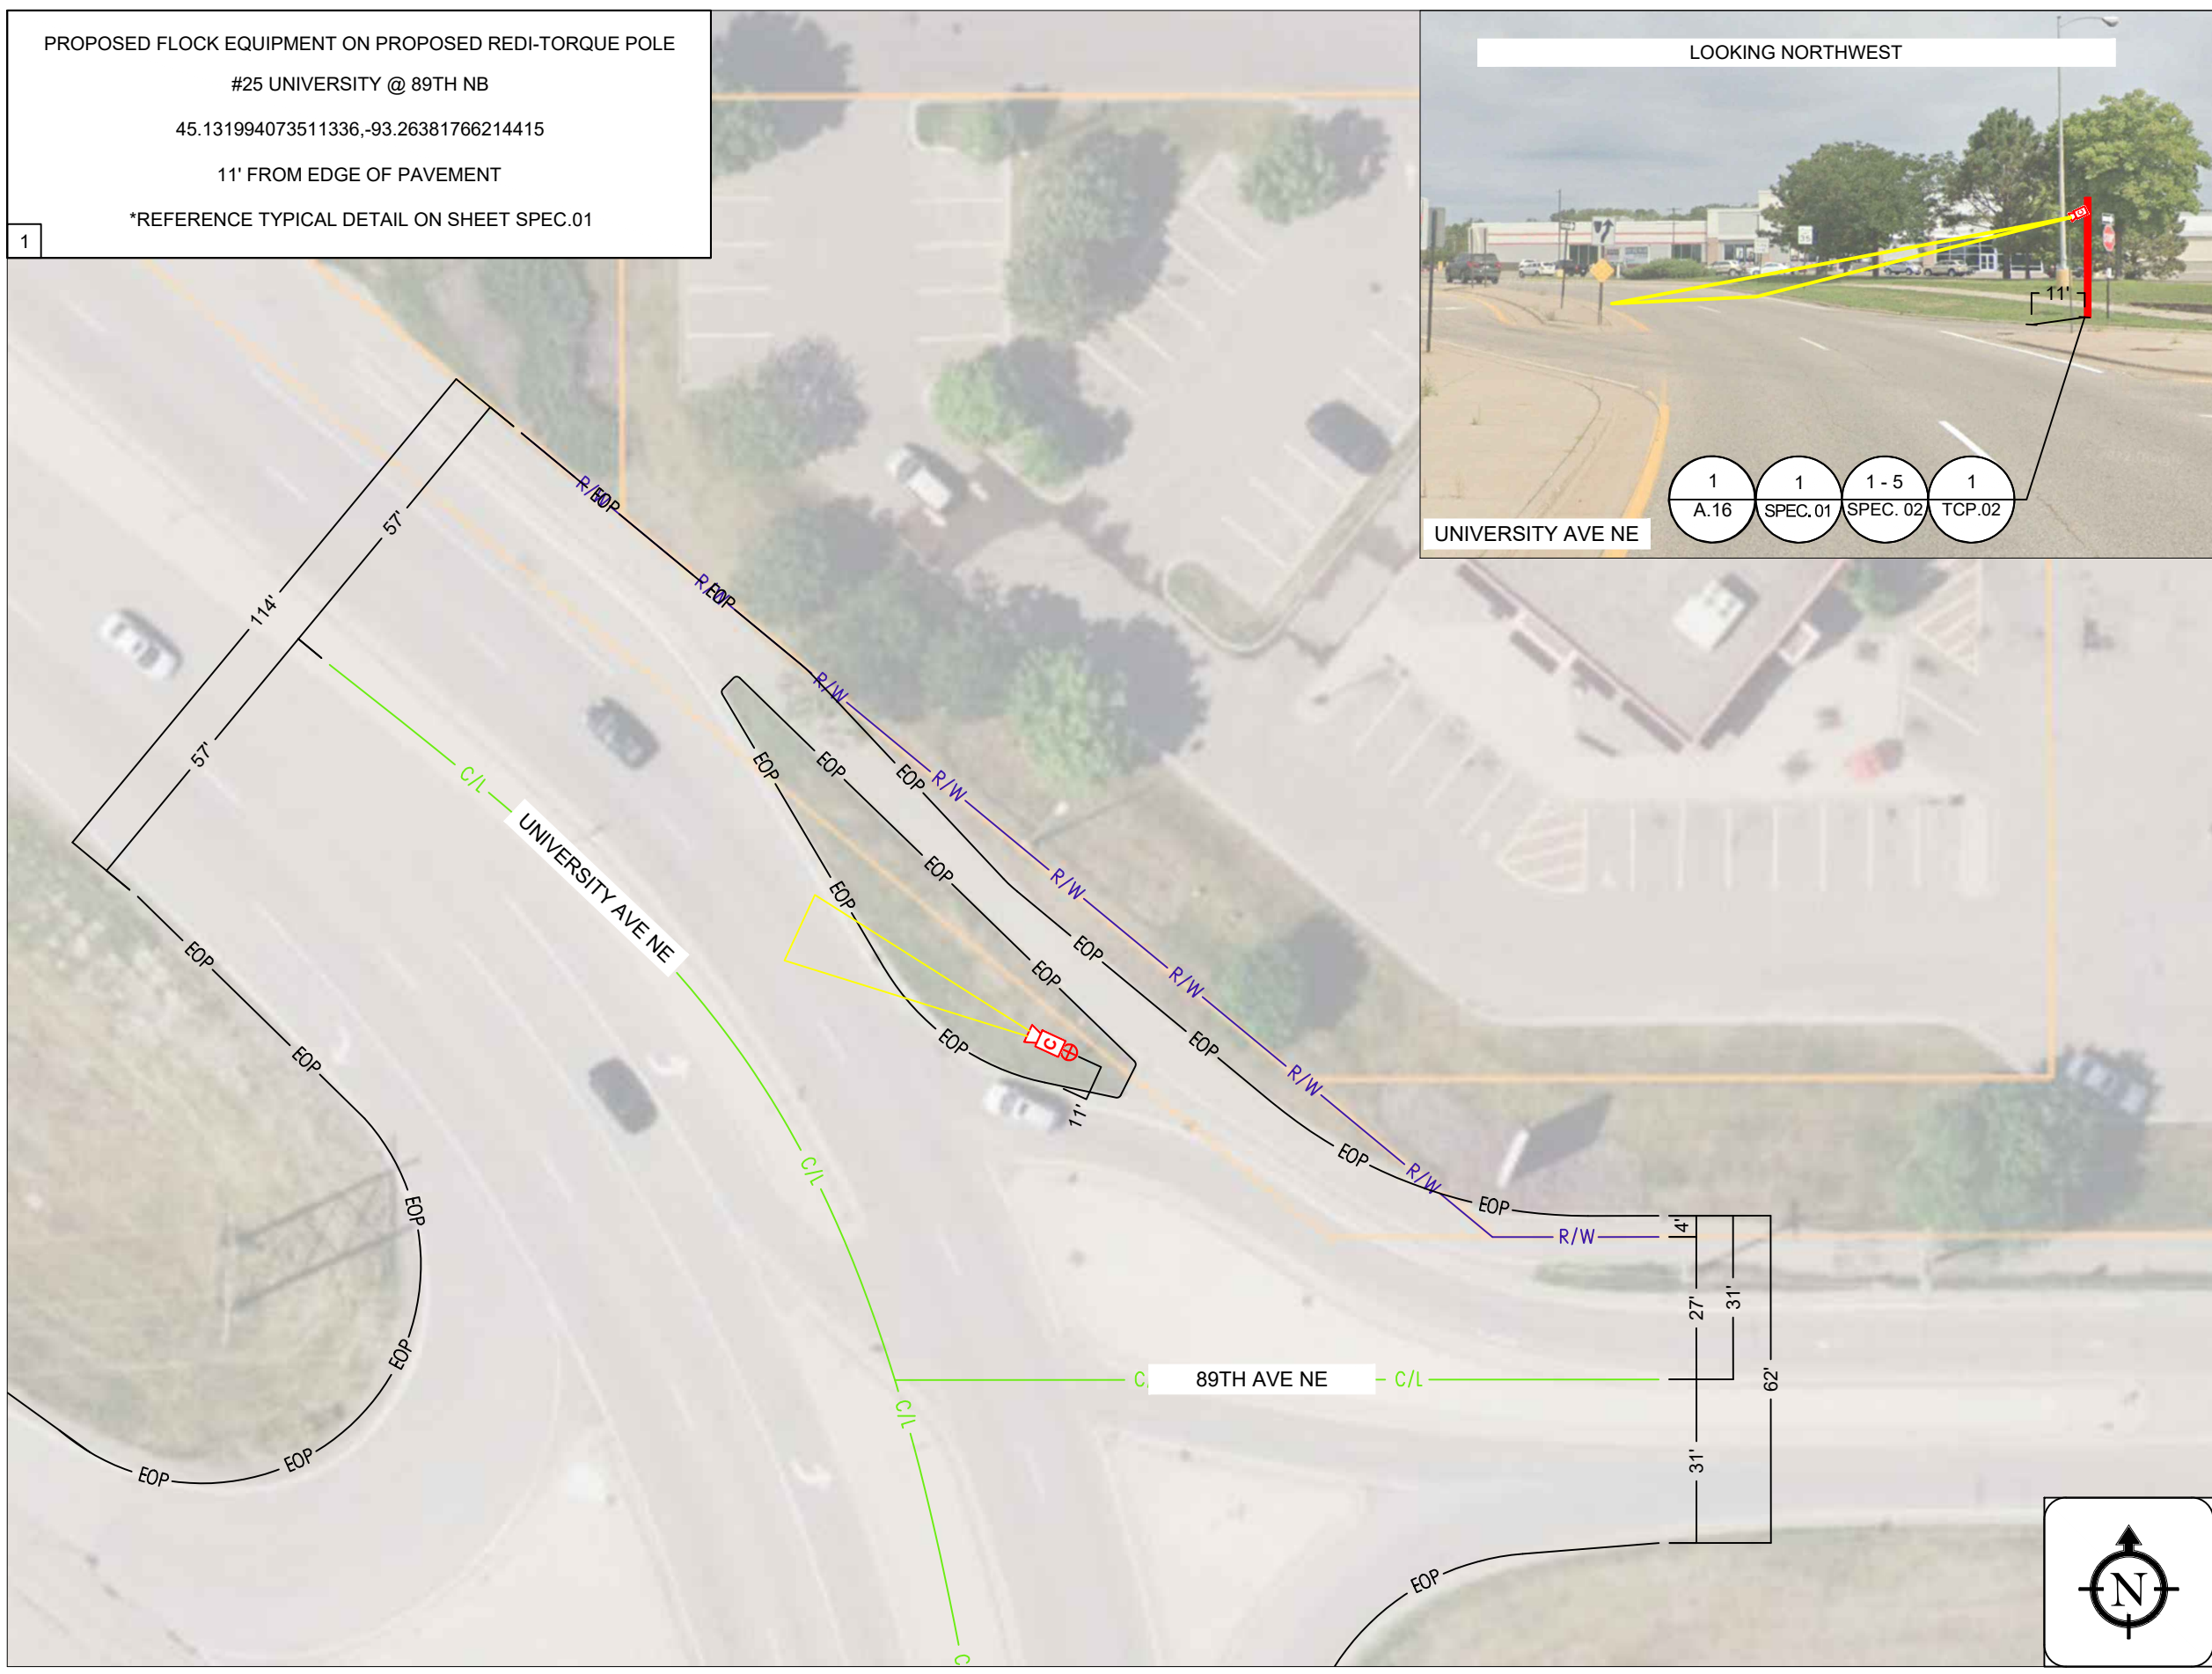 PROPOSED FLOCK EQUIPMENT ON PROPOSED REDI-TORQUE POLE
#25 UNIVERSITY @ 89TH NB
45.131994073511336,-93.26381766214415
11' FROM EDGE OF PAVEMENT
*REFERENCE TYPICAL DETAIL ON SHEET SPEC.01
1
LOOKING NORTHWEST
11'
1
A.16
1
SPEC. 01
1 - 5
SPEC. 02
1
TCP.02
UNIVERSITY AVE NE
114'
57'
57'
R/W
EOP
R/W
EOP
R/W
R/W
R/W
R/W
R/W
R/W
R/W
EOP
EOP
EOP
EOP
EOP
EOP
EOP
EOP
EOP
EOP
EOP
EOP
C/L
UNIVERSITY AVE NE
C
11'
EOP
EOP
EOP
EOP
EOP
EOP
C/L
C/L
C
C
89TH AVE NE
C/L
4'
27'
31'
31'
62'
EOP
N